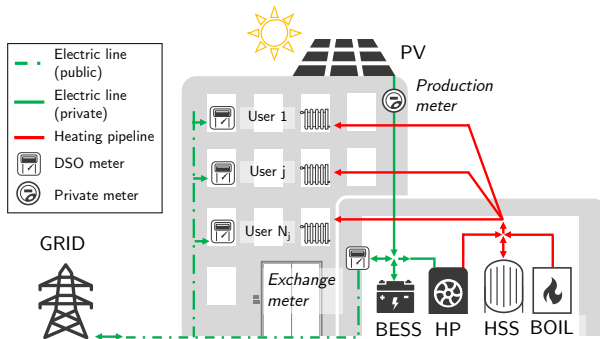 Electric line
(public)
Electric line
(private)
Heating pipeline
DSO meter
Private meter
PV
Production
meter
User 1
User j
User Nj
GRID
Exchange
meter
BESS
HP
HSS
BOIL